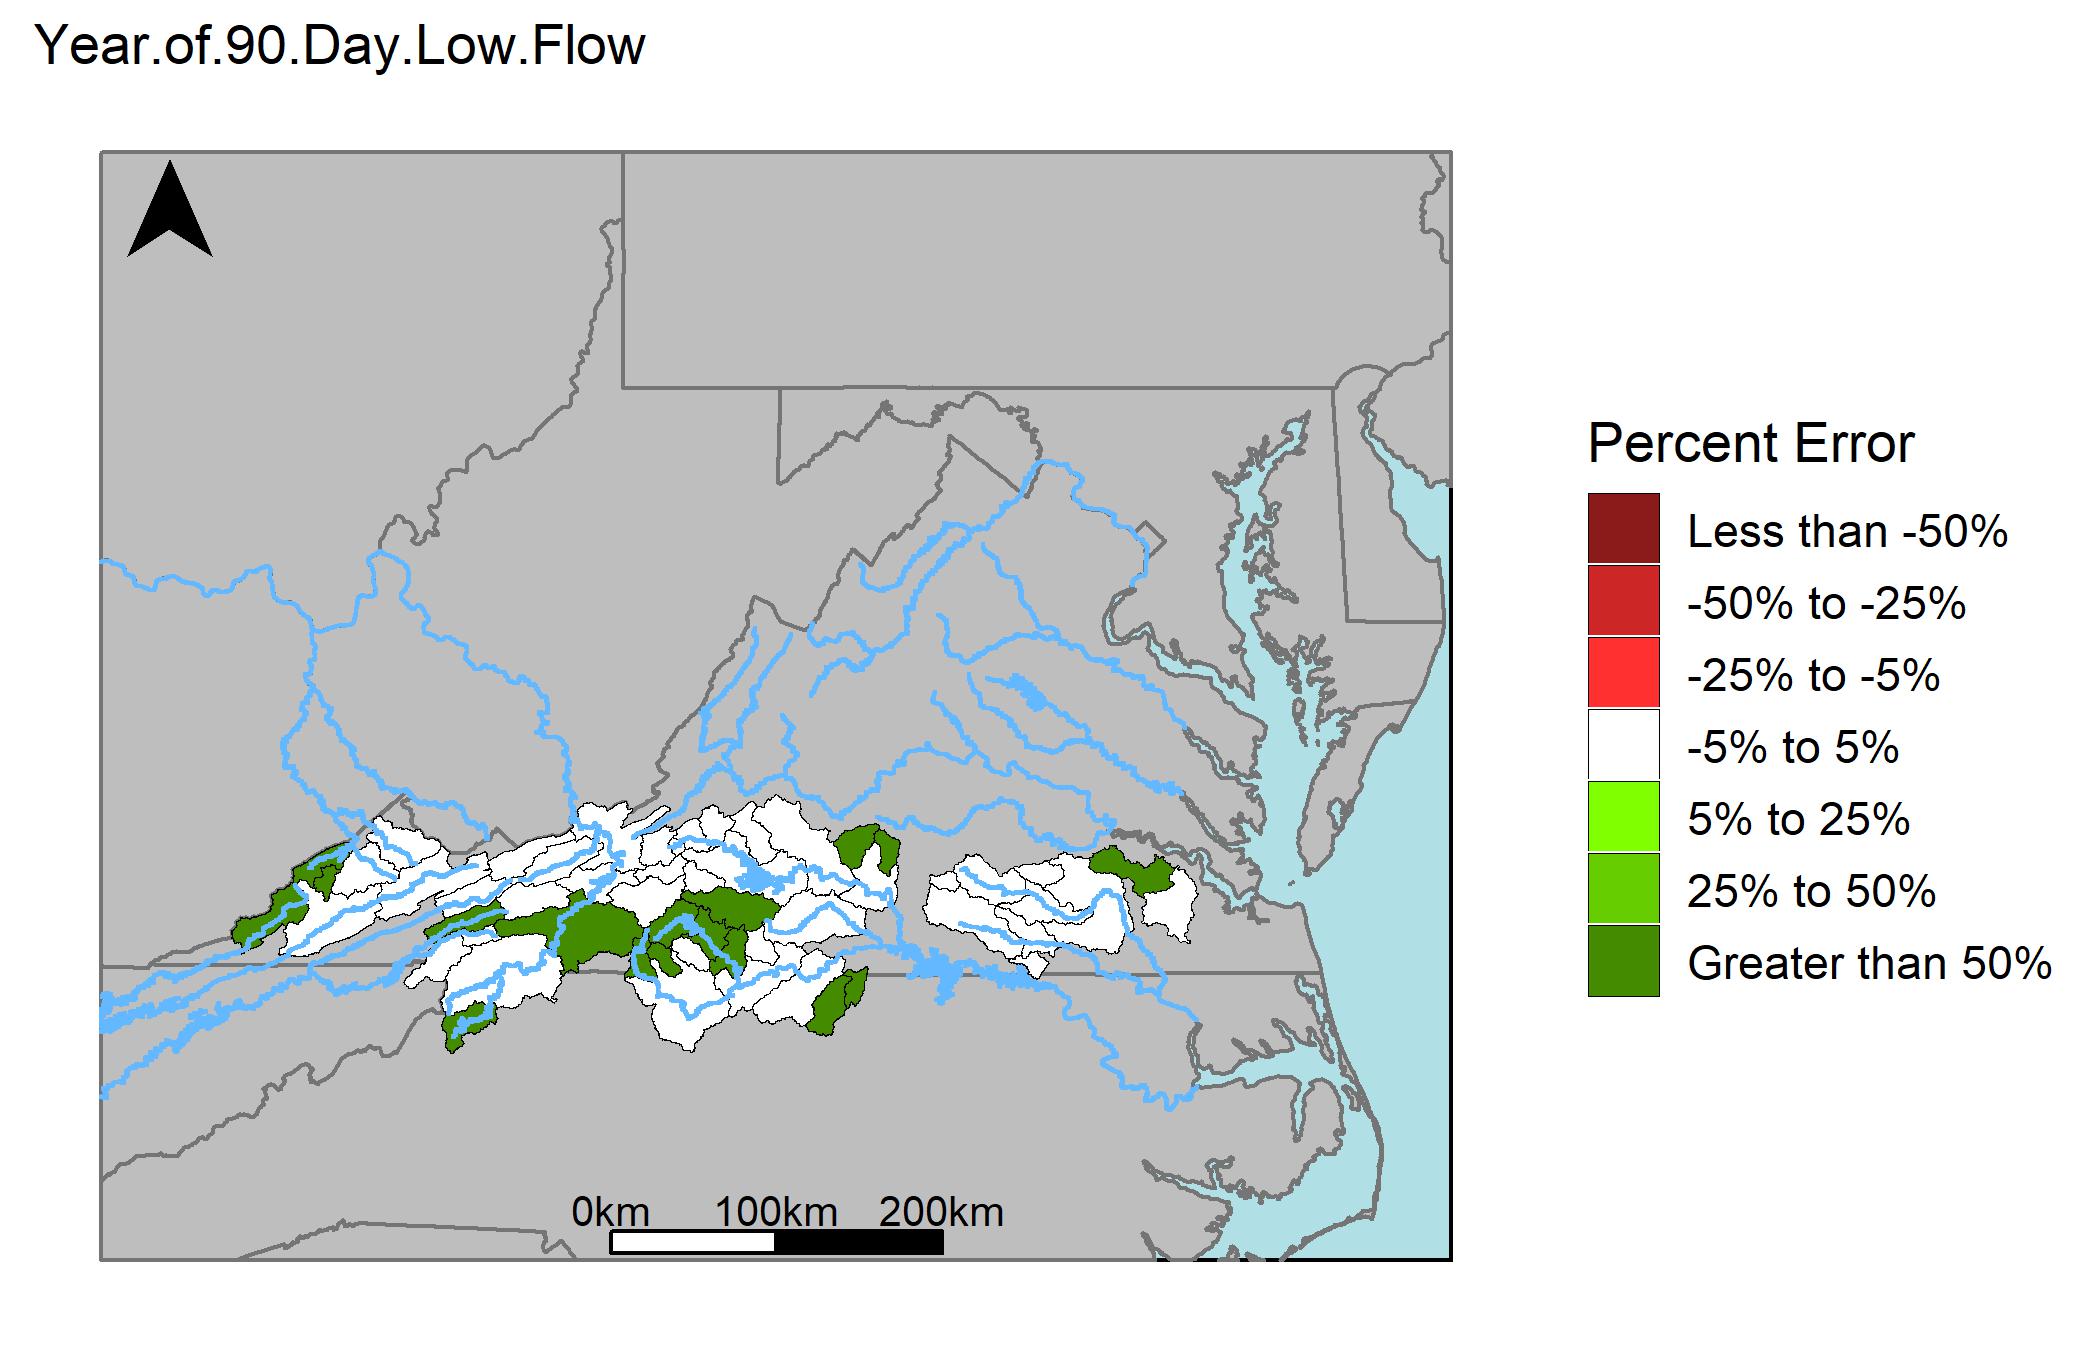 Year.of.90.Day.Low.Flow
Percent Error
Less than -50%
-50% to -25%
-25% to -5%
-5% to 5%
5% to 25%
25% to 50%
Greater than 50%
0km 100km 200km